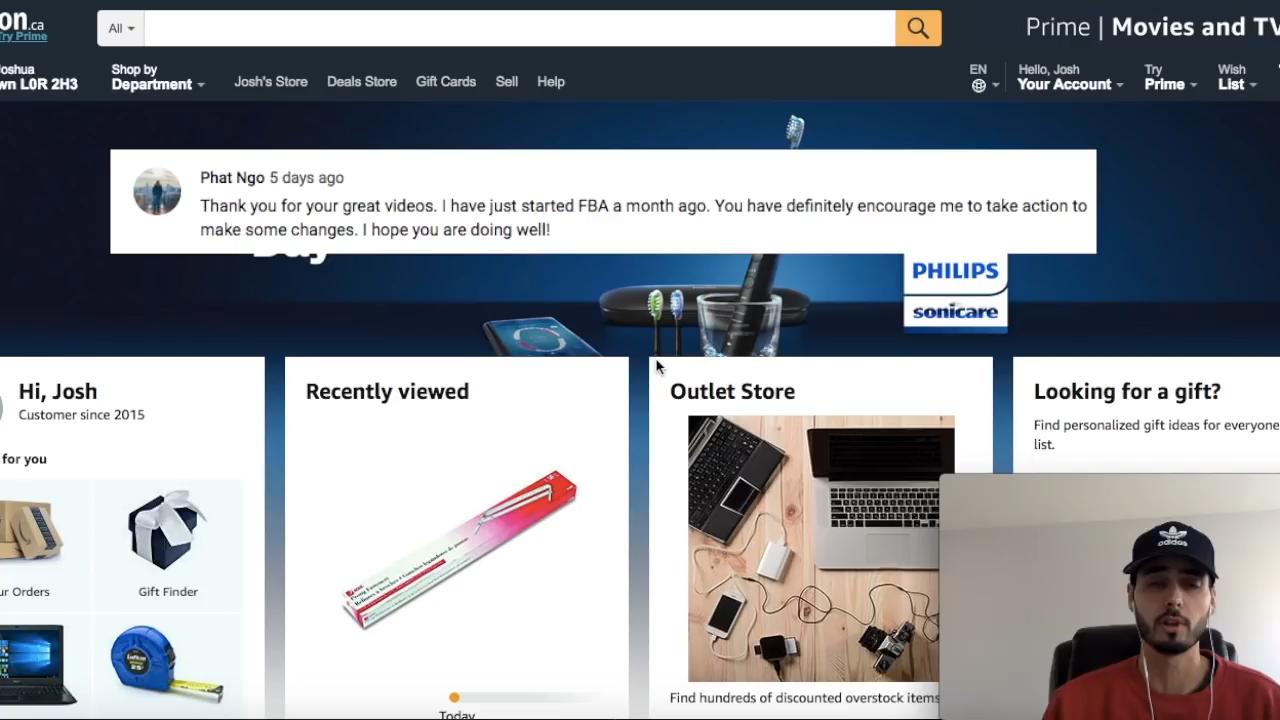 on.ca
Try Prime
All
Prime | Movies and TV
oshua
wn L0R 2H3
Shop by
Department
Josh's Store
Deals Store
Gift Cards
Sell
Help
EN
Hello, Josh
Your Account
Try
Prime
Wish
List
Phat Ngo 5 days ago
Thank you for your great videos. I have just started FBA a month ago. You have definitely encourage me to take action to
make some changes. I hope you are doing well!
Day
PHILIPS
sonicare
Hi, Josh
Customer since 2015
for you
ur Orders
Gift Finder
Recently viewed
Today
Outlet Store
Find hundreds of discounted overstock items
Looking for a gift?
Find personalized gift ideas for everyone
list.
adidas